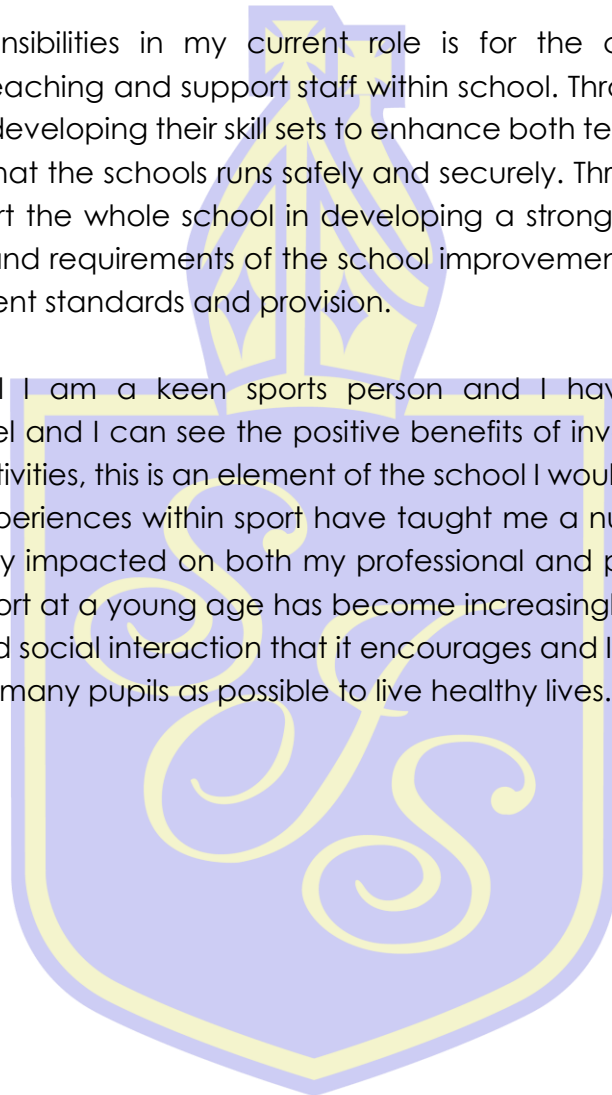 nsibilities in my current role is for the
eaching and support staff within school. Thro
developing their skill sets to enhance both te
hat the schools runs safely and securely. Thr
rt the whole school in developing a strong
and requirements of the school improvemen
ent standards and provision.
I am a keen sports person and I hav
el and I can see the positive benefits of inv
tivities, this is an element of the school I woul
periences within sport have taught me a nu
y impacted on both my professional and p
ort at a young age has become increasingl
d social interaction that it encourages and I
many pupils as possible to live healthy lives.
SJS